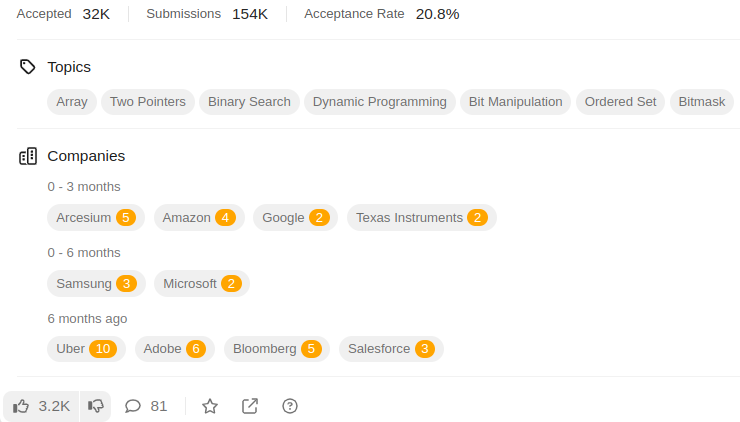 Accepted 32K Submissions 154K Acceptance Rate 20.8%
Topics
Array Two Pointers Binary Search Dynamic Programming Bit Manipulation Ordered Set Bitmask
Companies
0 - 3 months
Arcesium 5 Amazon 4 Google 2 Texas Instruments 2
0 - 6 months
Samsung 3 Microsoft 2
6 months ago
Uber 10 Adobe 6 Bloomberg 5 Salesforce 3
3.2K 81